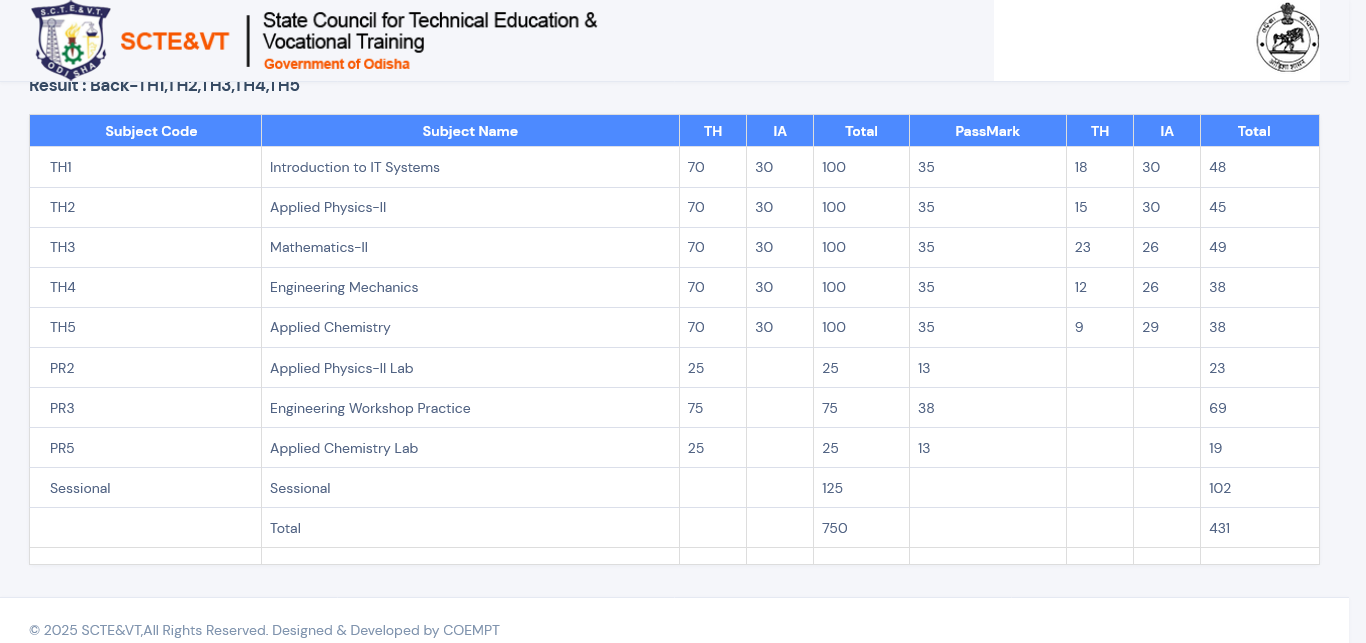 S.C.T.E.&V.T.
ODISHA
SCTE&VT
State Council for Technical Education &
Vocational Training
Government of Odisha
Result : Back-TH1,TH2,TH3,TH4,TH5
Subject Code Subject Name TH IA Total PassMark TH IA Total
TH1 Introduction to IT Systems 70 30 100 35 18 30 48
TH2 Applied Physics-II 70 30 100 35 15 30 45
TH3 Mathematics-II 70 30 100 35 23 26 49
TH4 Engineering Mechanics 70 30 100 35 12 26 38
TH5 Applied Chemistry 70 30 100 35 9 29 38
PR2 Applied Physics-II Lab 25 25 13 23
PR3 Engineering Workshop Practice 75 75 38 69
PR5 Applied Chemistry Lab 25 25 13 19
Sessional Sessional 125 102
Total 750 431
© 2025 SCTE&VT,All Rights Reserved. Designed & Developed by COEMPT